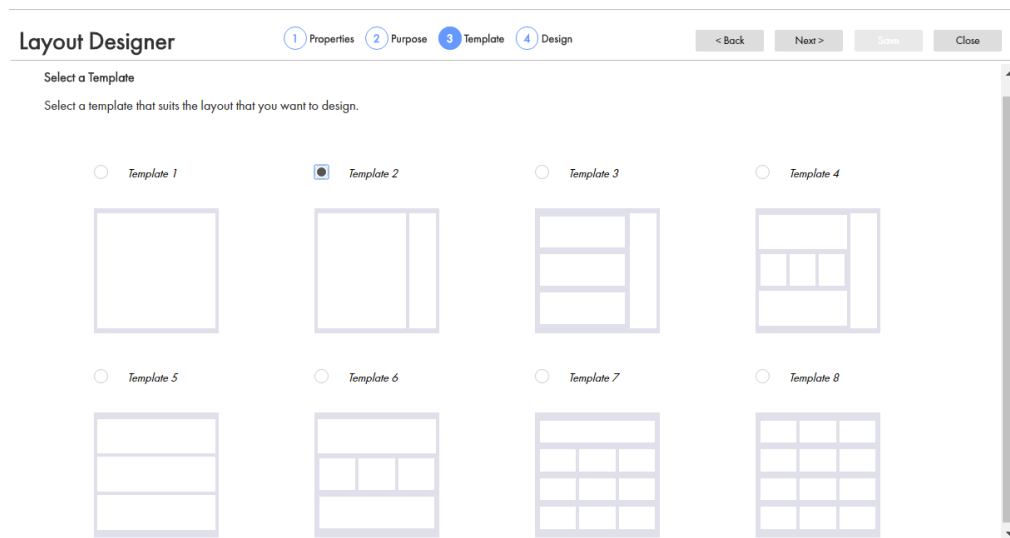 Layout Designer
1 Properties 2 Purpose 3 Template 4 Design
< Back Next > Save Close
Select a Template
Select a template that suits the layout that you want to design.
Template 1 Template 2 Template 3 Template 4
Template 5 Template 6 Template 7 Template 8